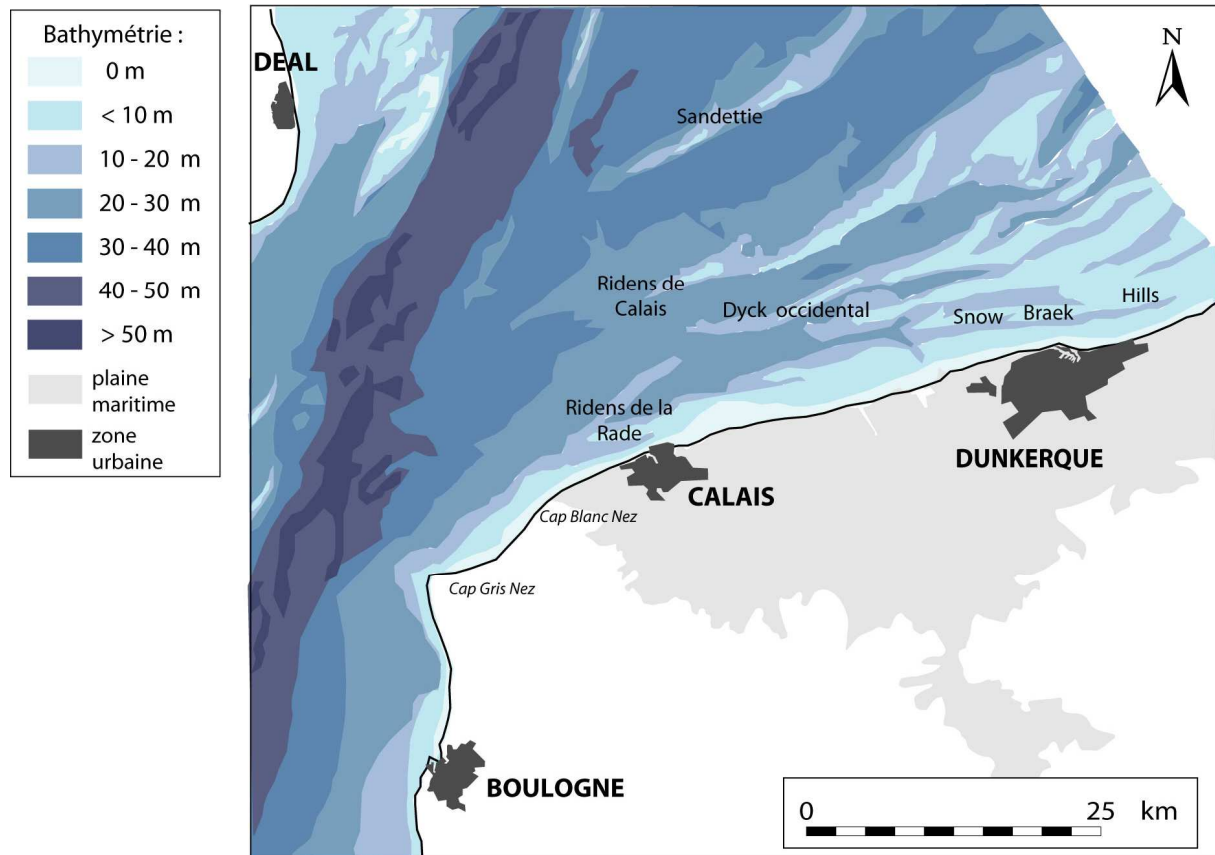 Bathymétrie :
0 m
< 10 m
10 - 20 m
20 - 30 m
30 - 40 m
40 - 50 m
> 50 m
plaine
maritime
zone
urbaine
DEAL
N
Sandettie
Ridens de
Calais
Dyck occidental
Snow
Braek
Hills
Ridens de la
Rade
DUNKERQUE
CALAIS
Cap Blanc Nez
Cap Gris Nez
BOULOGNE
0 25 km